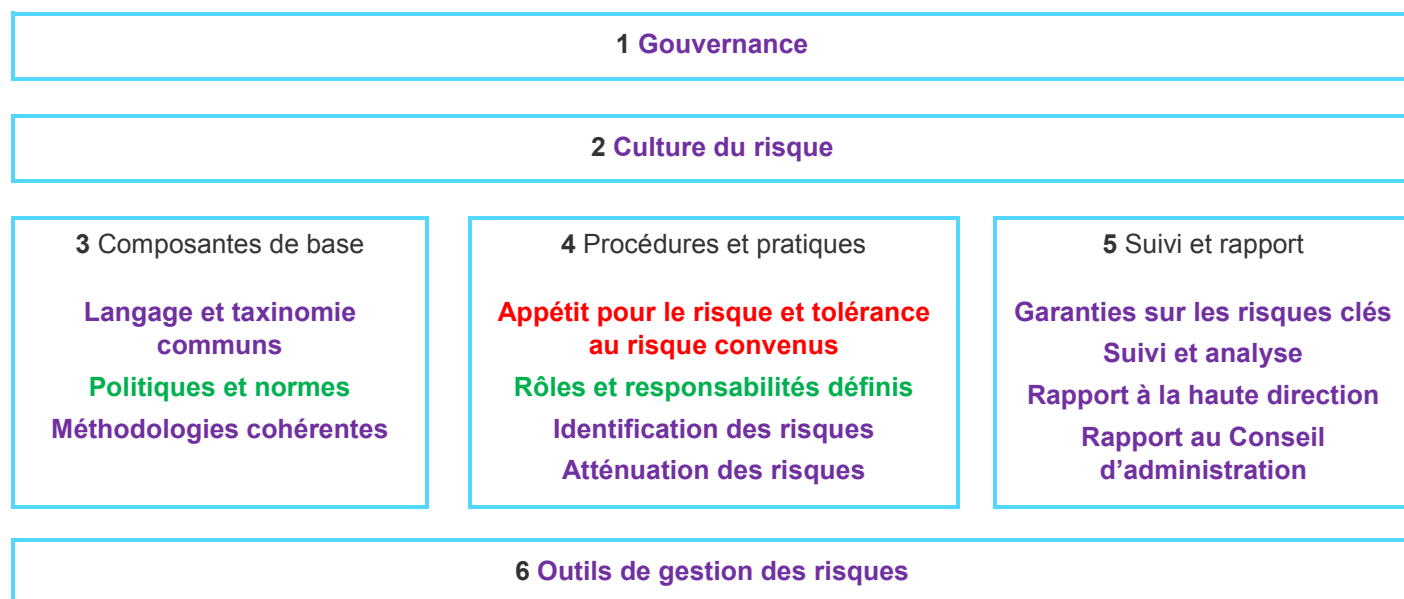 1 Gouvernance
2 Culture du risque
3 Composantes de base
Langage et taxinomie
communs
Politiques et normes
Méthodologies cohérentes
4 Procédures et pratiques
Appétit pour le risque et tolérance
au risque convenus
Rôles et responsabilités définis
Identification des risques
Atténuation des risques
5 Suivi et rapport
Garanties sur les risques clés
Suivi et analyse
Rapport à la haute direction
Rapport au Conseil
d’administration
6 Outils de gestion des risques